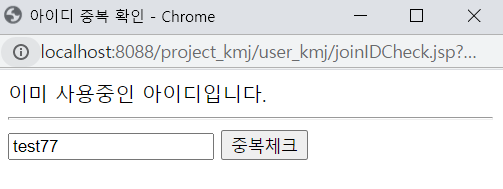 아이디 중복 확인 - Chrome
localhost:8088/project_kmj/user_kmj/joinIDCheck.jsp?...
이미 사용중인 아이디입니다.
test77 중복체크